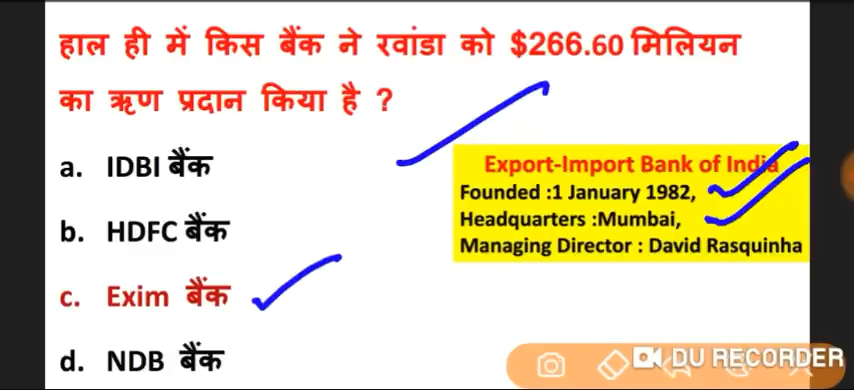 हाल ही में किस बैंक ने रवांडा को $266.60 मिलियन
का ऋण प्रदान किया है ?
a. IDBI बैंक
b. HDFC बैंक
c. Exim बैंक
d. NDB बैंक
Export-Import Bank of India
Founded :1 January 1982,
Headquarters :Mumbai,
Managing Director : David Rasquinha
DU RECORDER